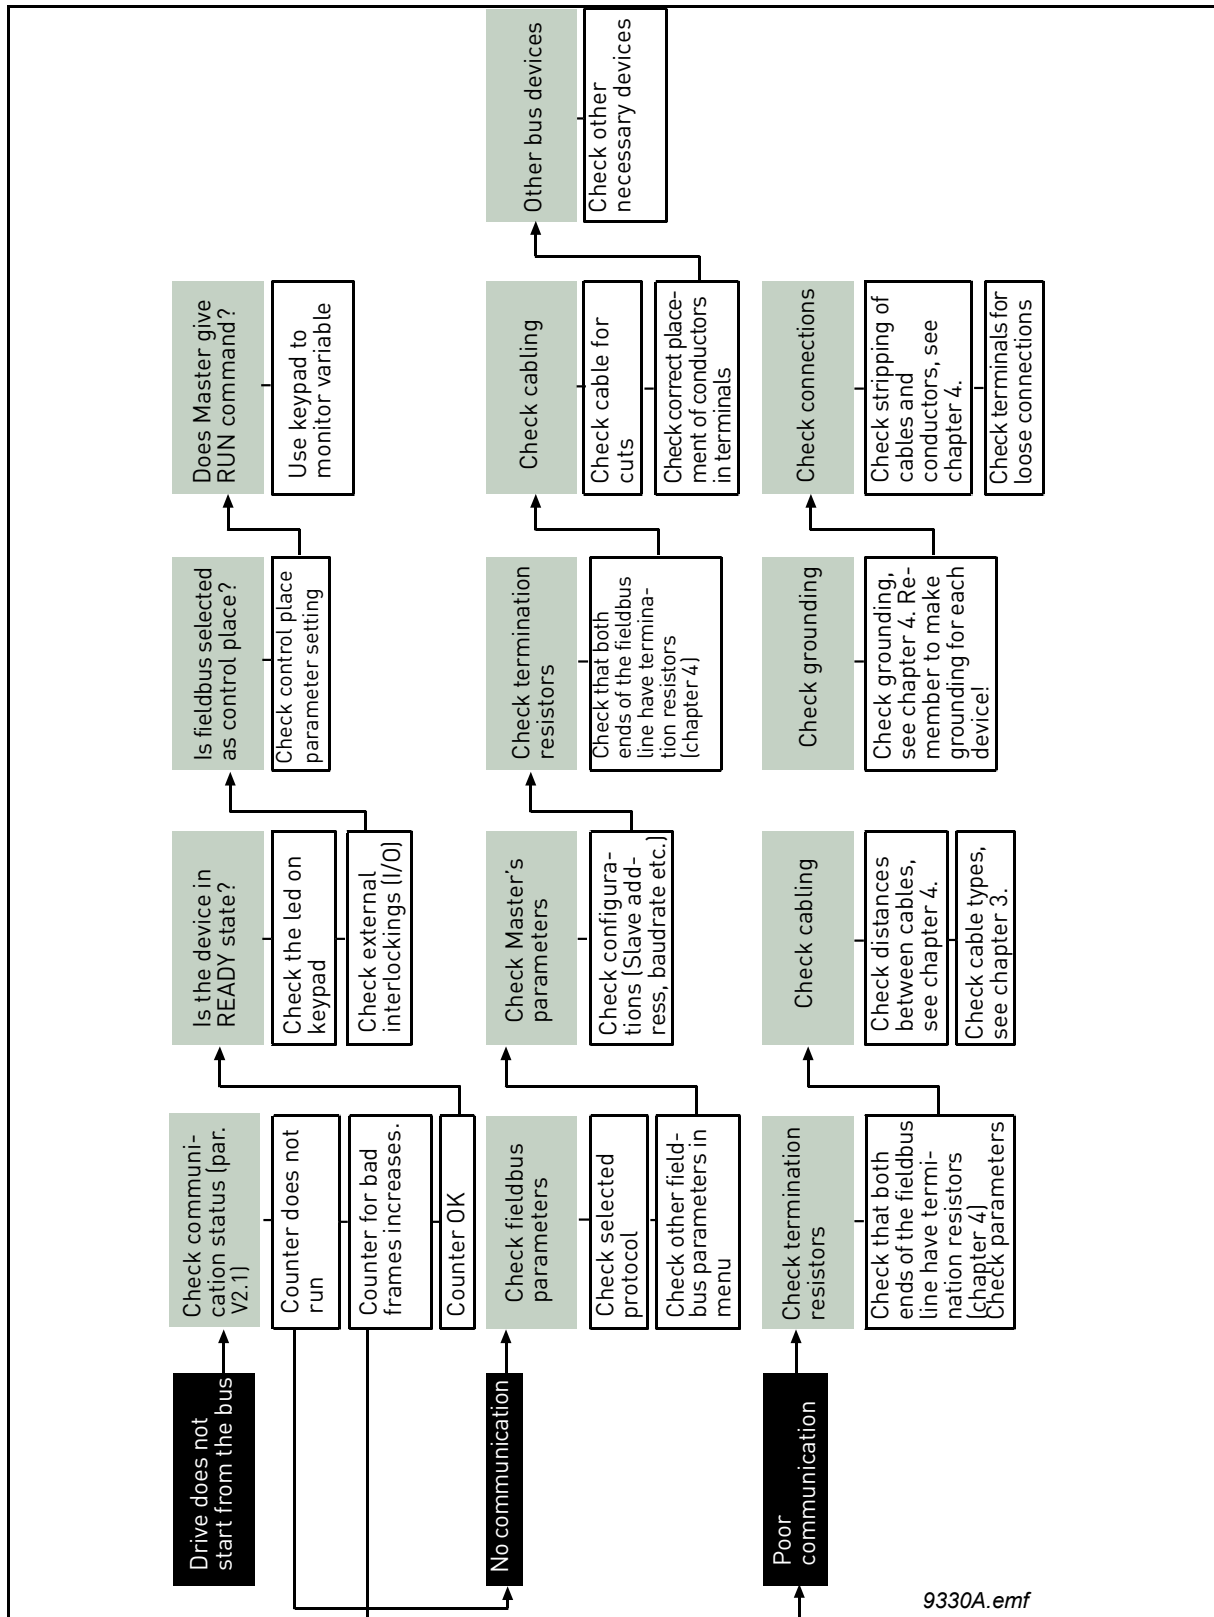 Drive does not
start from the bus
Check communi-
cation status (par.
V2.1)
Counter does not
run
Counter for bad
frames increases.
Counter OK
Is the device in
READY state?
Check the led on
keypad
Check external
interlockings (I/O)
Is fieldbus selected
as control place?
Check control place
parameter setting
Does Master give
RUN command?
Use keypad to
monitor variable
No communication
Check fieldbus
parameters
Check selected
protocol
Check other field-
bus parameters in
menu
Check Master's
parameters
Check configura-
tions (Slave add-
ress, baudrate etc.)
Check termination
resistors
Check that both
ends of the fieldbus
line have termina-
tion resistors
(chapter 4)
Check cabling
Check cable for
cuts
Check correct place-
ment of conductors
in terminals
Other bus devices
Check other
necessary devices
Poor
communication
Check termination
resistors
Check that both
ends of the fieldbus
line have termi-
nation resistors
(chapter 4)
Check parameters
Check cabling
Check distances
between cables,
see chapter 4.
Check cable types,
see chapter 3.
Check grounding
Check grounding,
see chapter 4. Re-
member to make
grounding for each
device!
Check connections
Check stripping of
cables and
conductors, see
chapter 4.
Check terminals for
loose connections
9330A.emf